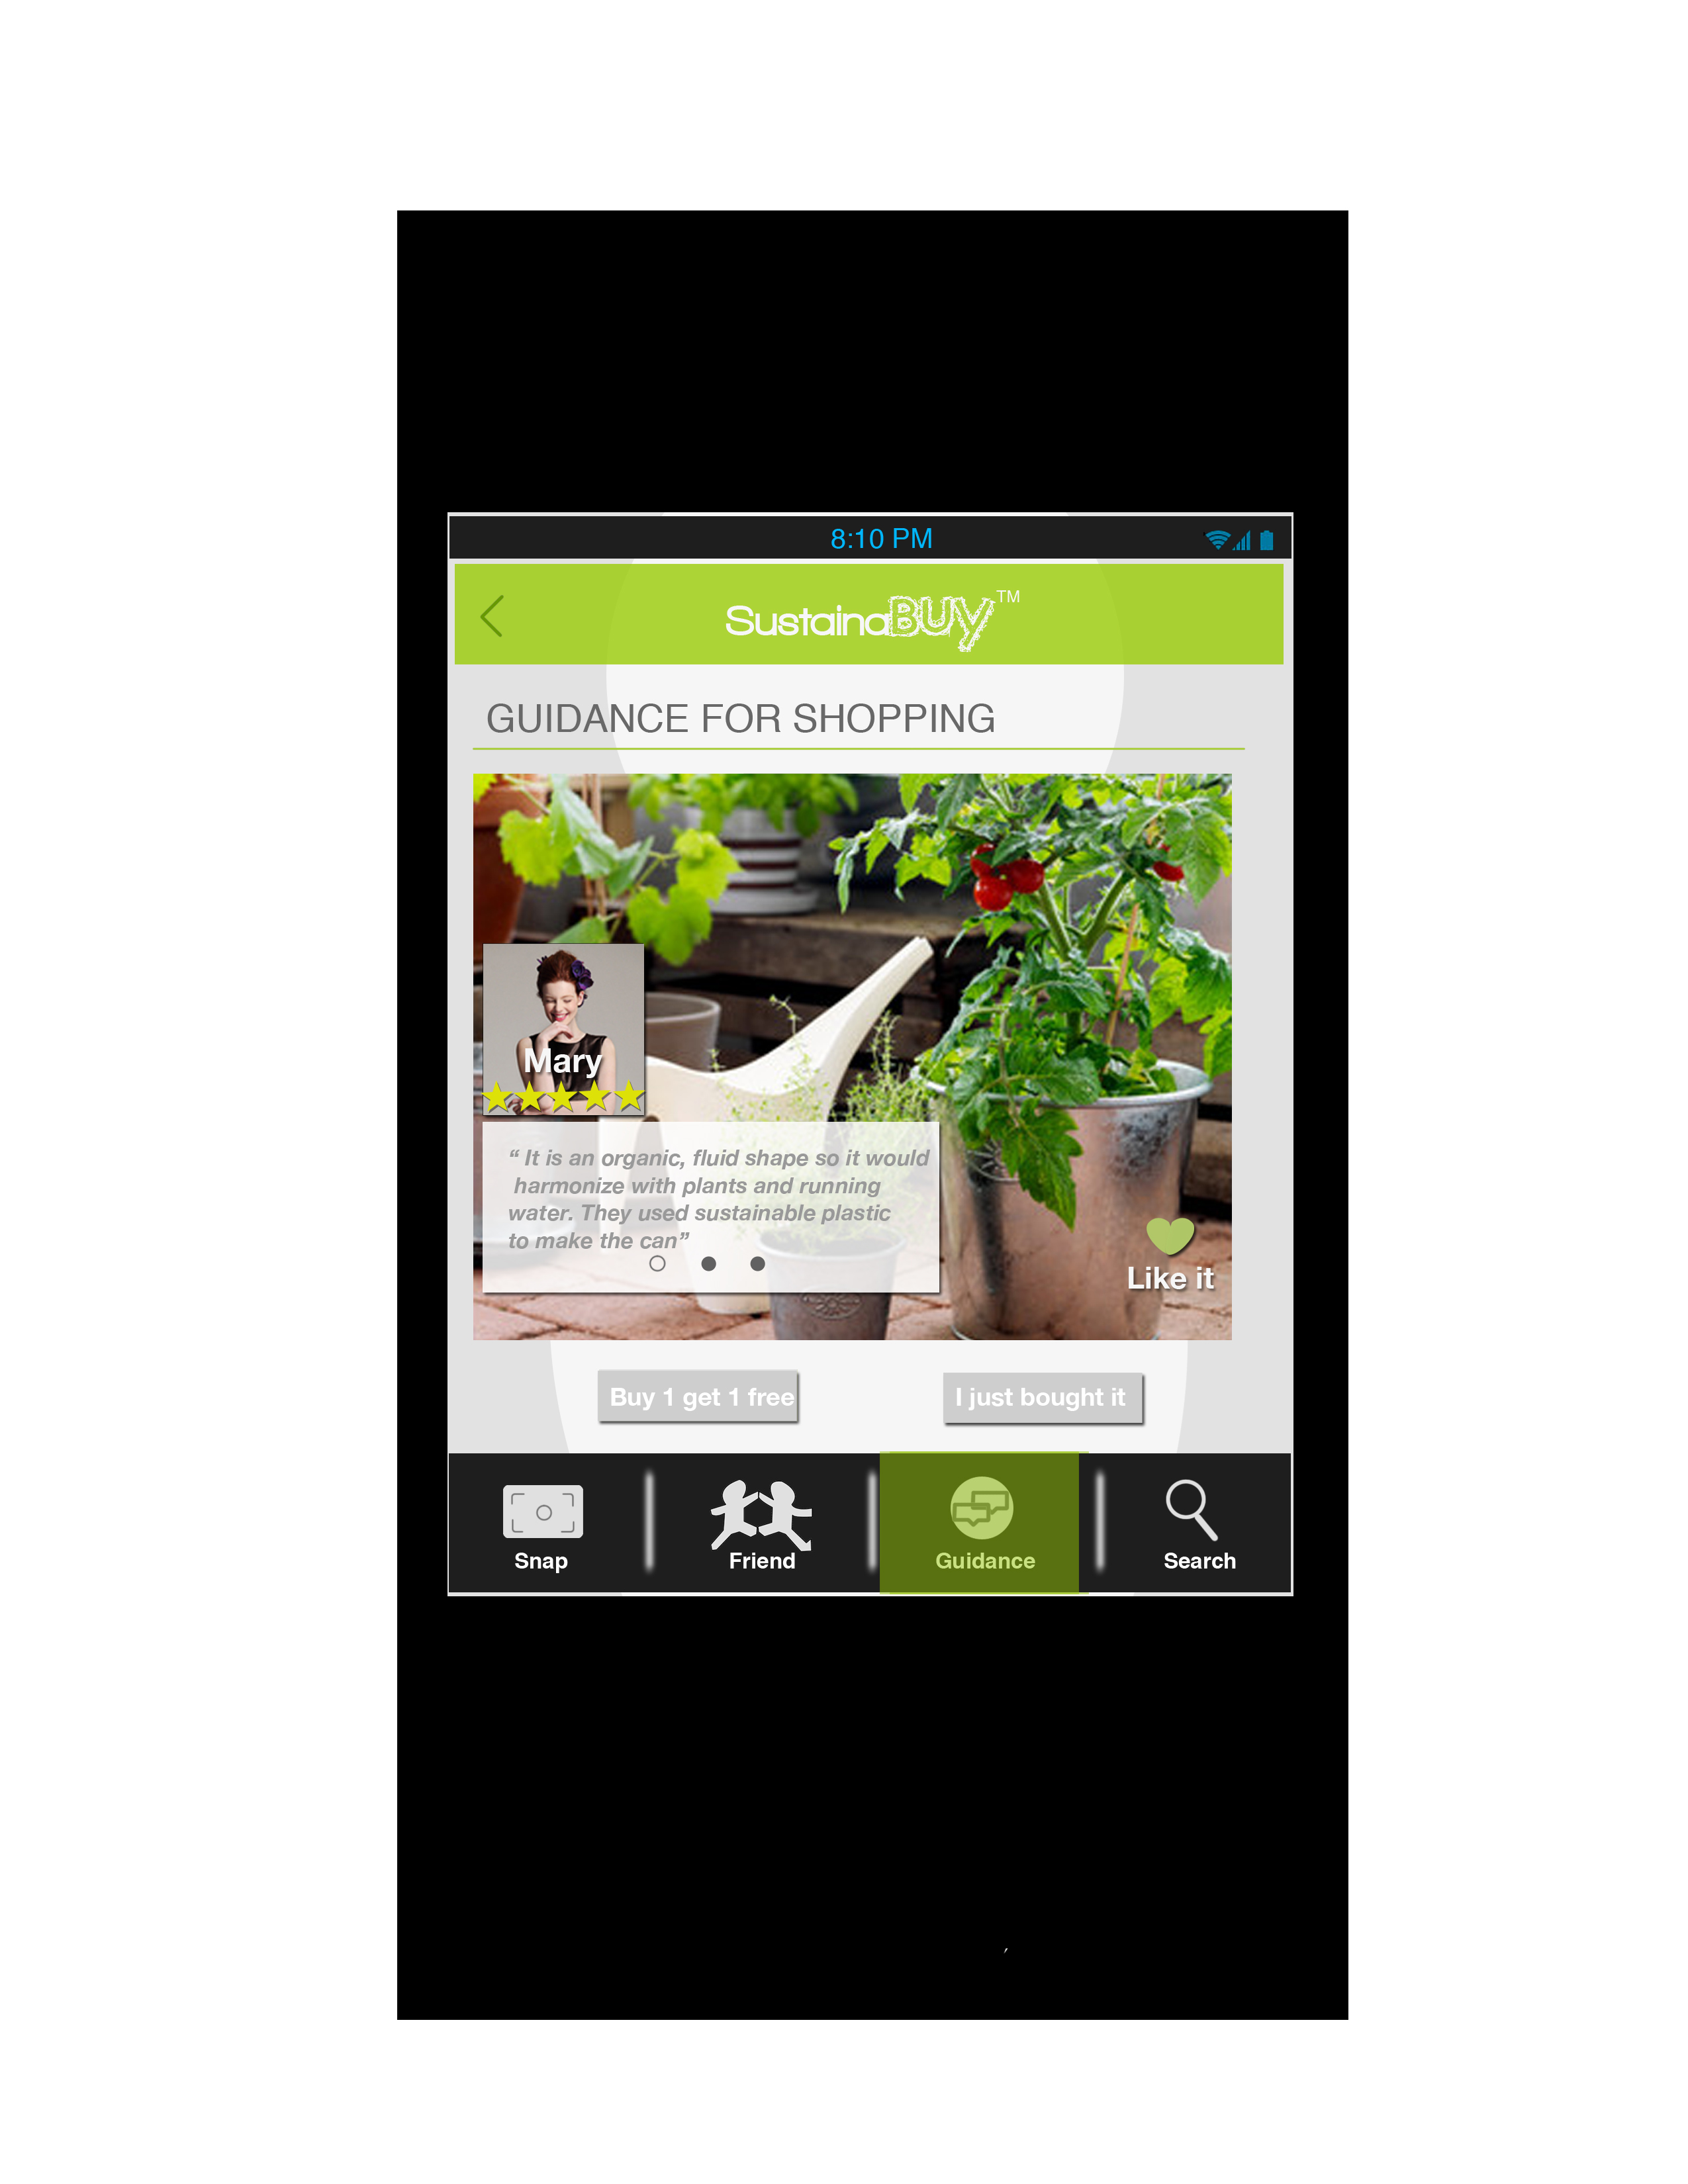 8:10 PM
SustainaBUY™
GUIDANCE FOR SHOPPING
Mary
“ It is an organic, fluid shape so it would
harmonize with plants and running
water. They used sustainable plastic
to make the can”
Like it
Buy 1 get 1 free
I just bought it
Snap
Friend
Guidance
Search